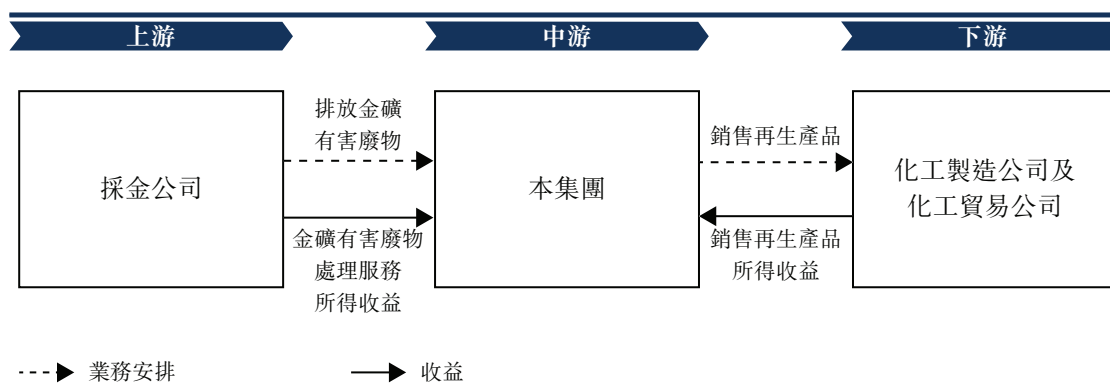 上游
中游
下游
排放金礦
有害廢物
銷售再生產品
採金公司
本集團
化工製造公司及
化工貿易公司
金礦有害廢物
處理服務
所得收益
銷售再生產品
所得收益
業務安排
收益